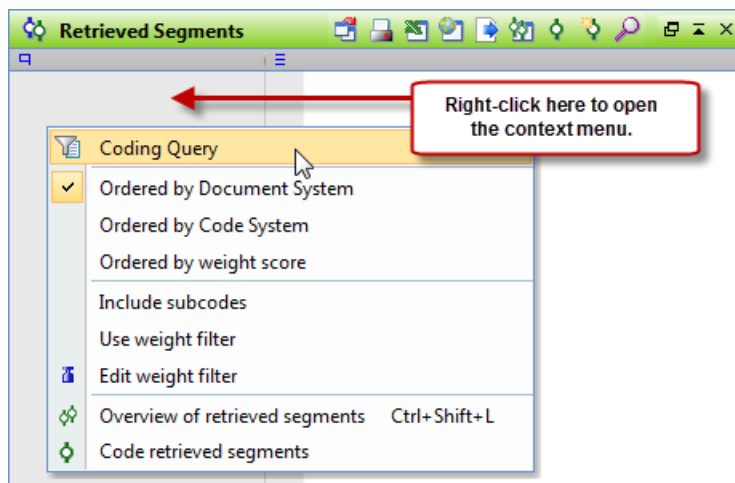 Retrieved Segments
Right-click here to open
the context menu.
Coding Query
Ordered by Document System
Ordered by Code System
Ordered by weight score
Include subcodes
Use weight filter
Edit weight filter
Overview of retrieved segments Ctrl+Shift+L
Code retrieved segments